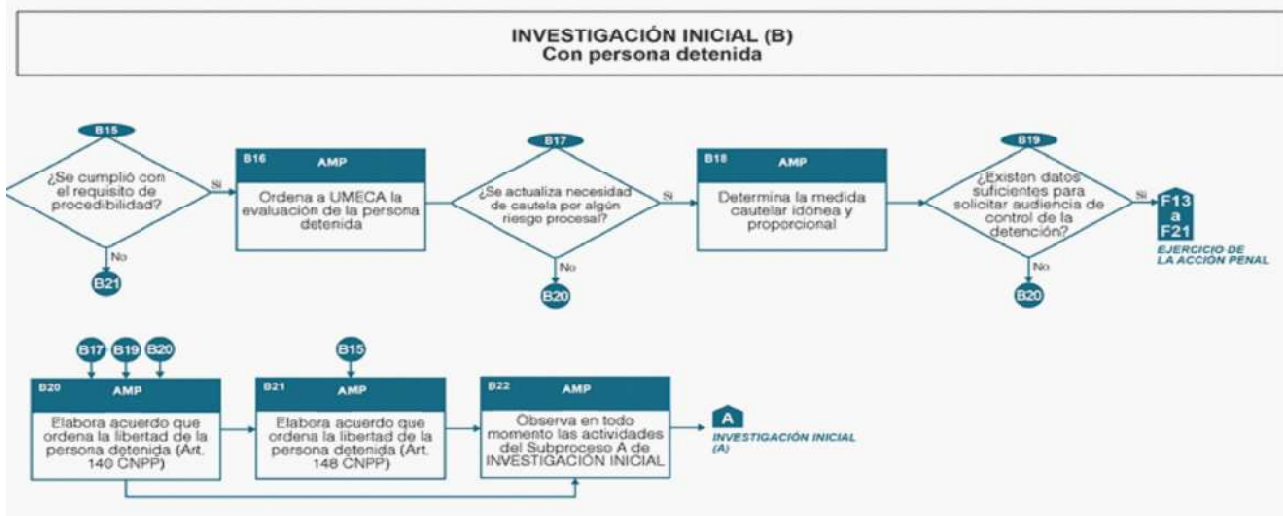 INVESTIGACIÓN INICIAL (B)
Con persona detenida
B15
¿Se cumplió con
el requisito de
procedibilidad?
Sí
No
B21
B16
AMP
Ordena a UMECA la
evaluación de la persona
detenida
B17
¿Se actualiza necesidad
de cautela por algún
riesgo procesal?
Sí
No
B20
B18
AMP
Determina la medida
cautelar idónea y
proporcional
B19
¿Existen datos
suficientes para
solicitar audiencia de
control de la
detención?
Sí
No
B20
F13
a
F21
EJERCICIO DE
LA ACCIÓN PENAL
B17 B19 B20
B20
AMP
Elabora acuerdo que
ordena la libertad de la
persona detenida (Art.
140 CNPP)
B15
B21
AMP
Elabora acuerdo que
ordena la libertad de la
persona detenida (Art.
148 CNPP)
B22
AMP
Observa en todo
momento las actividades
del Subproceso A de
INVESTIGACIÓN INICIAL
A
INVESTIGACIÓN INICIAL
(A)